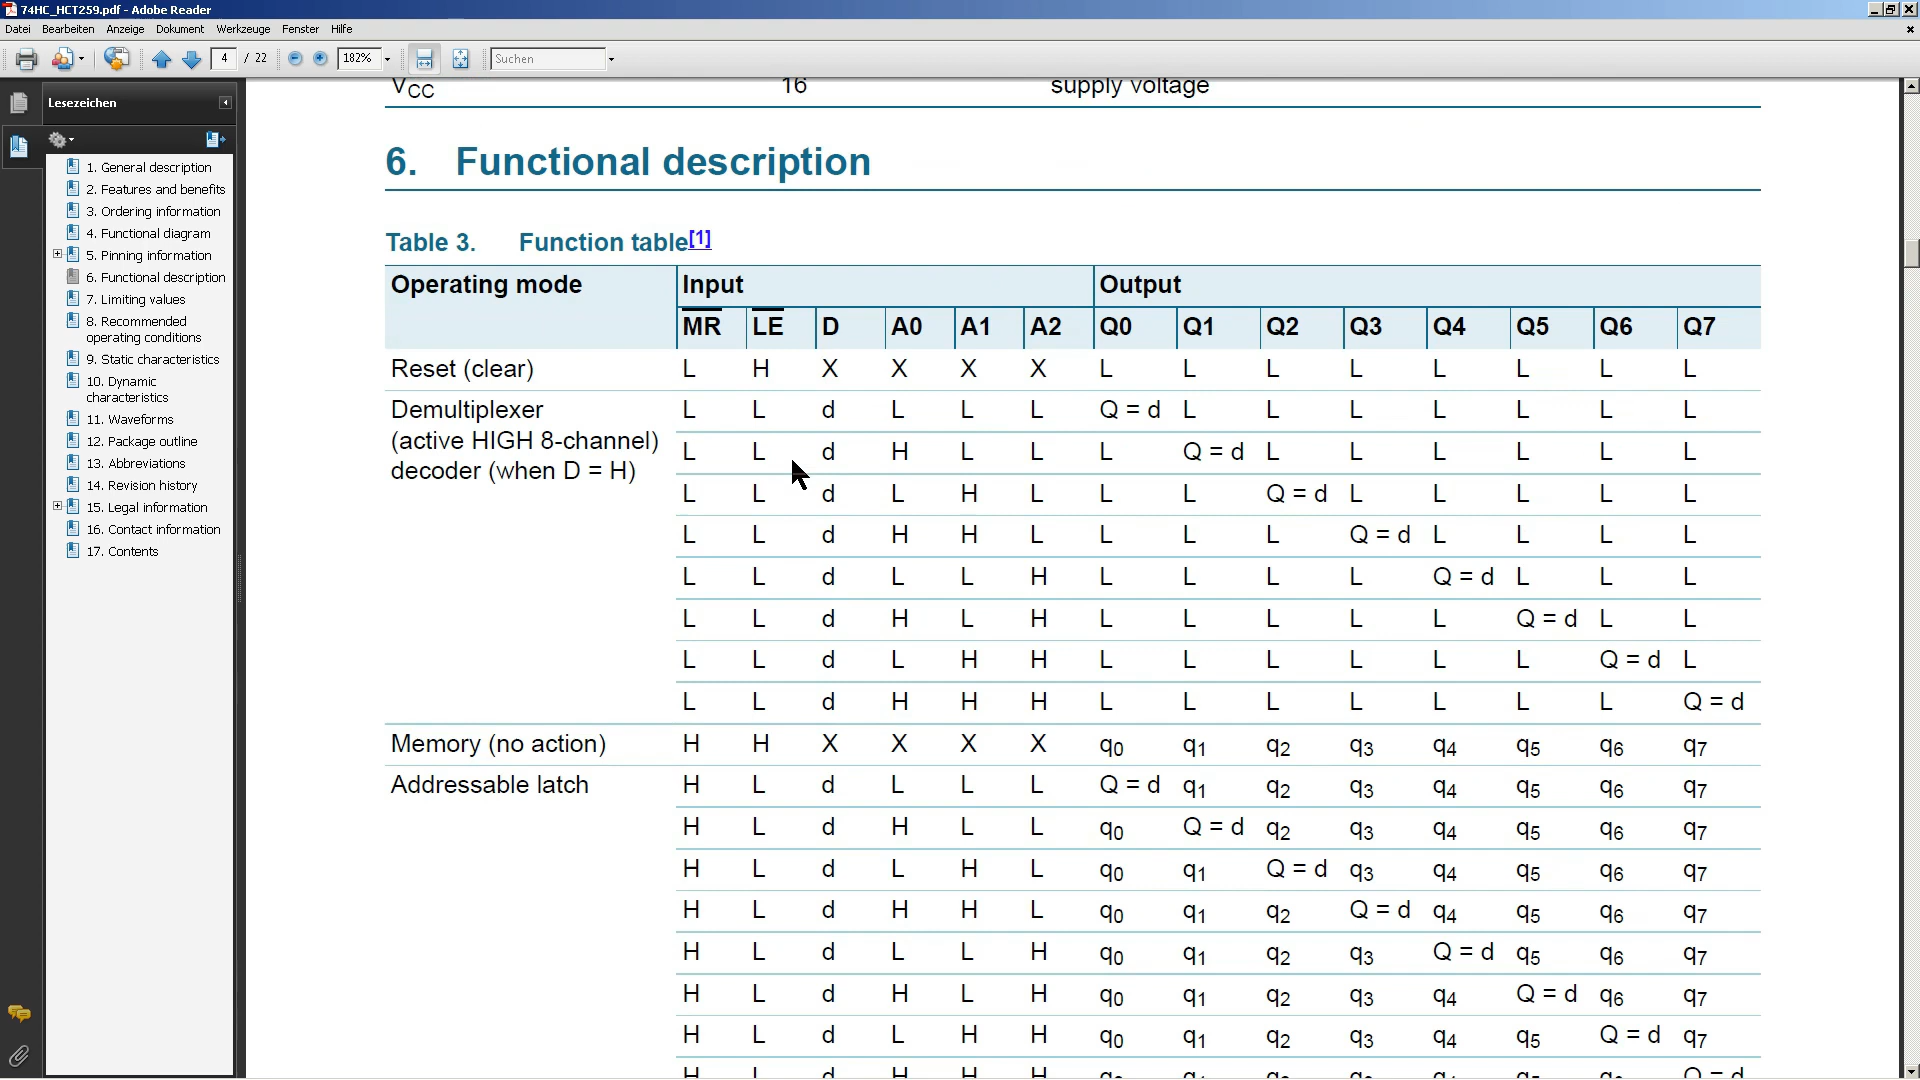 74HC_HCT259.pdf - Adobe Reader
Datei Bearbeiten Anzeige Dokument Werkzeuge Fenster Hilfe
4 / 22 182% Suchen
Lesezeichen
1. General description
2. Features and benefits
3. Ordering information
4. Functional diagram
5. Pinning information
6. Functional description
7. Limiting values
8. Recommended
operating conditions
9. Static characteristics
10. Dynamic
characteristics
11. Waveforms
12. Package outline
13. Abbreviations
14. Revision history
15. Legal information
16. Contact information
17. Contents
VCC 16 supply voltage
6. Functional description
Table 3. Function table[1]
Operating mode Input Output
MR LE D A0 A1 A2 Q0 Q1 Q2 Q3 Q4 Q5 Q6 Q7
Reset (clear) L H X X X X L L L L L L L L
Demultiplexer L L d L L L Q = d L L L L L L L
(active HIGH 8-channel) L L d H L L L Q = d L L L L L L
decoder (when D = H) L L d L H L L L Q = d L L L L L
L L d H H L L L L Q = d L L L L
L L d L L H L L L L Q = d L L L
L L d H L H L L L L L Q = d L L
L L d L H H L L L L L L Q = d L
L L d H H H L L L L L L L Q = d
Memory (no action) H H X X X X q0 q1 q2 q3 q4 q5 q6 q7
Addressable latch H L d L L L Q = d q1 q2 q3 q4 q5 q6 q7
H L d H L L q0 Q = d q2 q3 q4 q5 q6 q7
H L d L H L q0 q1 Q = d q3 q4 q5 q6 q7
H L d H H L q0 q1 q2 Q = d q4 q5 q6 q7
H L d L L H q0 q1 q2 q3 Q = d q5 q6 q7
H L d H L H q0 q1 q2 q3 q4 Q = d q6 q7
H L d L H H q0 q1 q2 q3 q4 q5 Q = d q7